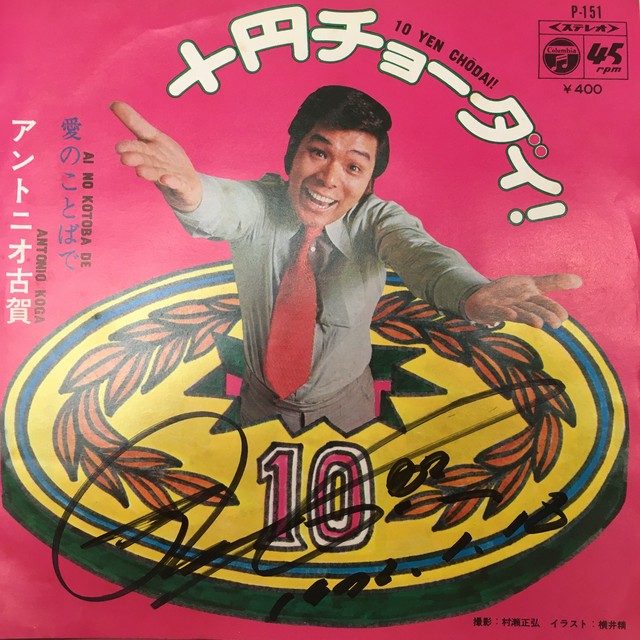 P-151
<ステレオ>
Columbia
45
rpm
¥400
十円チョーダイ!
10 YEN CHODAI!
愛のことばで
AI NO KOTOBA DE
アントニオ古賀
ANTONIO KOGA
10
撮影:村瀬正弘 イラスト:横井晴